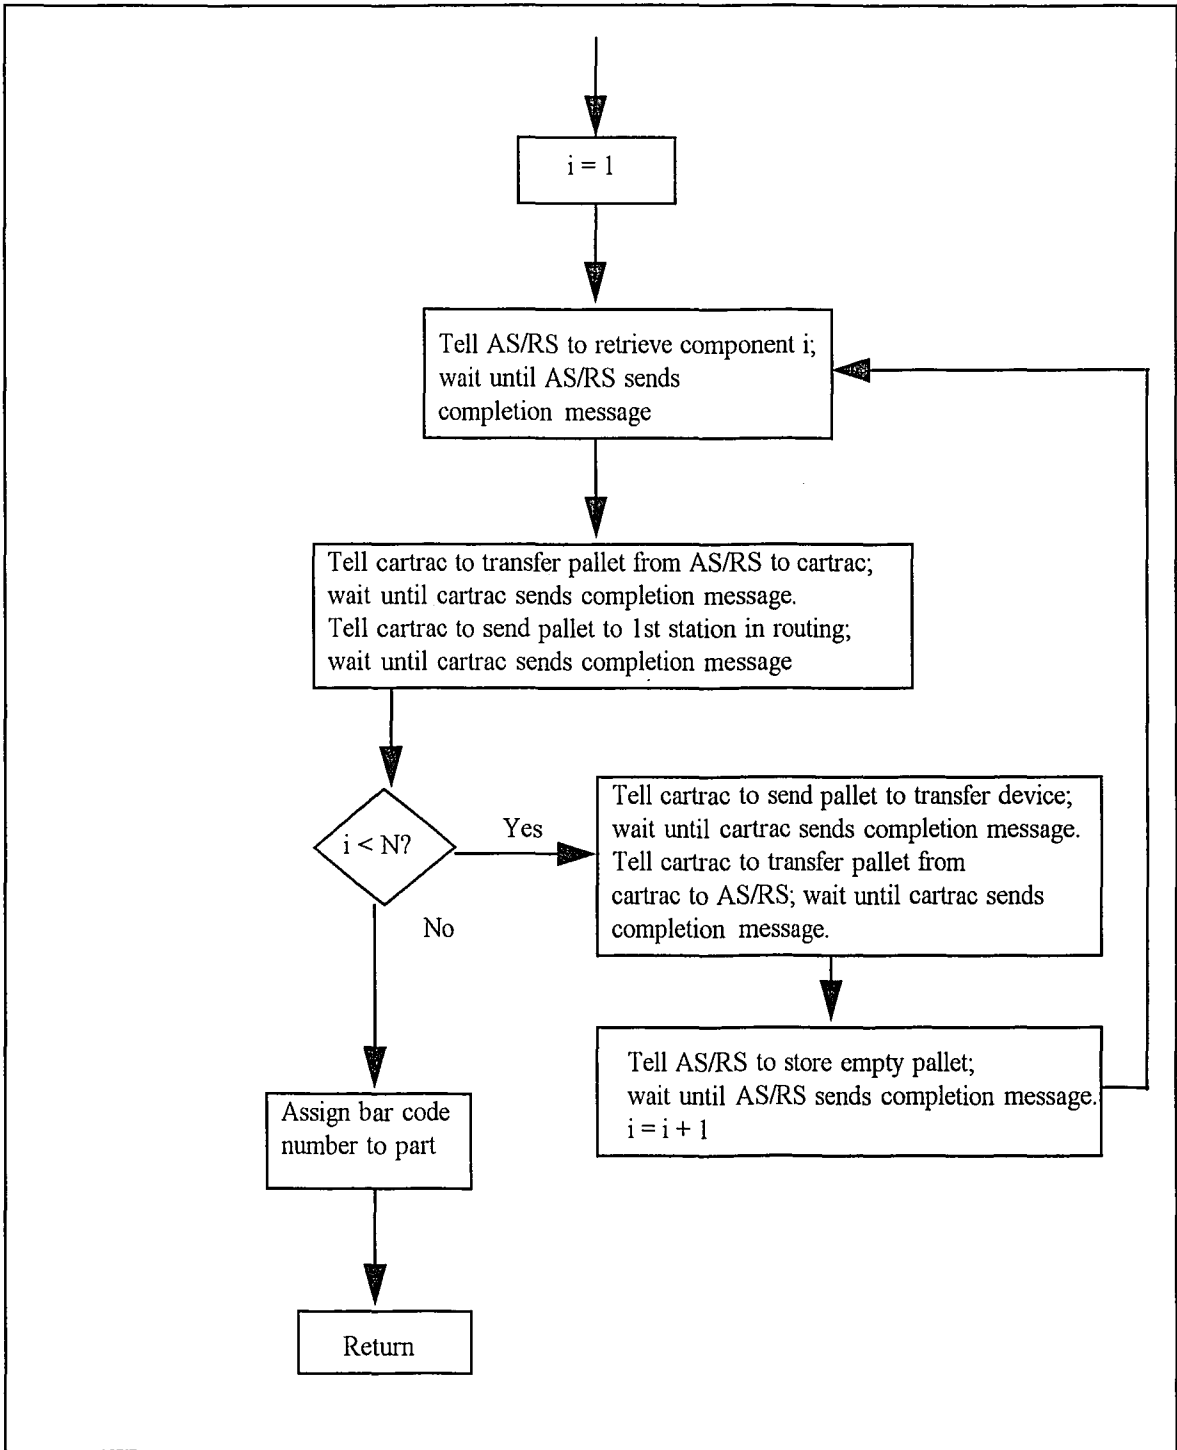 i = 1
Tell AS/RS to retrieve component i;
wait until AS/RS sends
completion message
Tell cartrac to transfer pallet from AS/RS to cartrac;
wait until cartrac sends completion message.
Tell cartrac to send pallet to 1st station in routing;
wait until cartrac sends completion message
i < N?
Yes
No
Tell cartrac to send pallet to transfer device;
wait until cartrac sends completion message.
Tell cartrac to transfer pallet from
cartrac to AS/RS; wait until cartrac sends
completion message.
Tell AS/RS to store empty pallet;
wait until AS/RS sends completion message.
i = i + 1
Assign bar code
number to part
Return